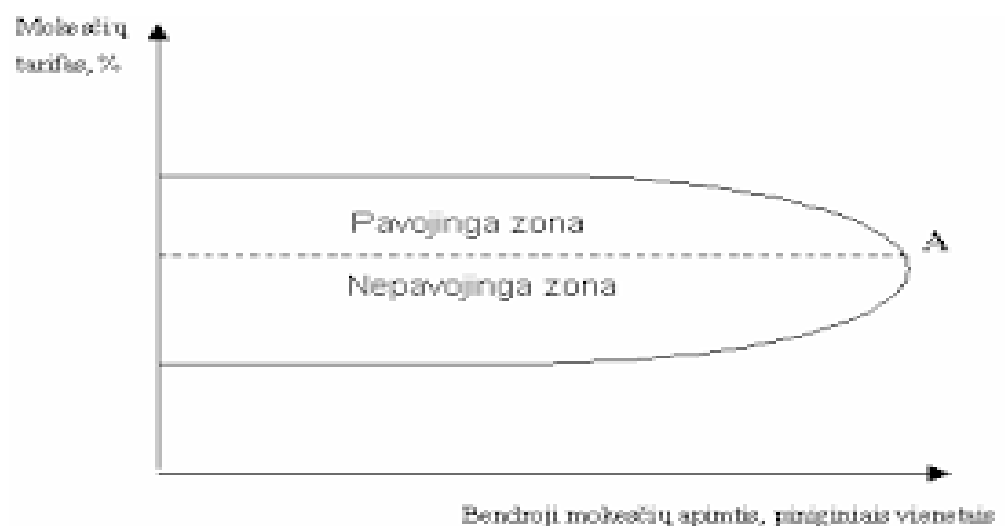 Mokesčių
tarifas, %
Pavojinga zona
A
Nepavojinga zona
Bendroji mokesčių apimtis, piniginiais vienetais